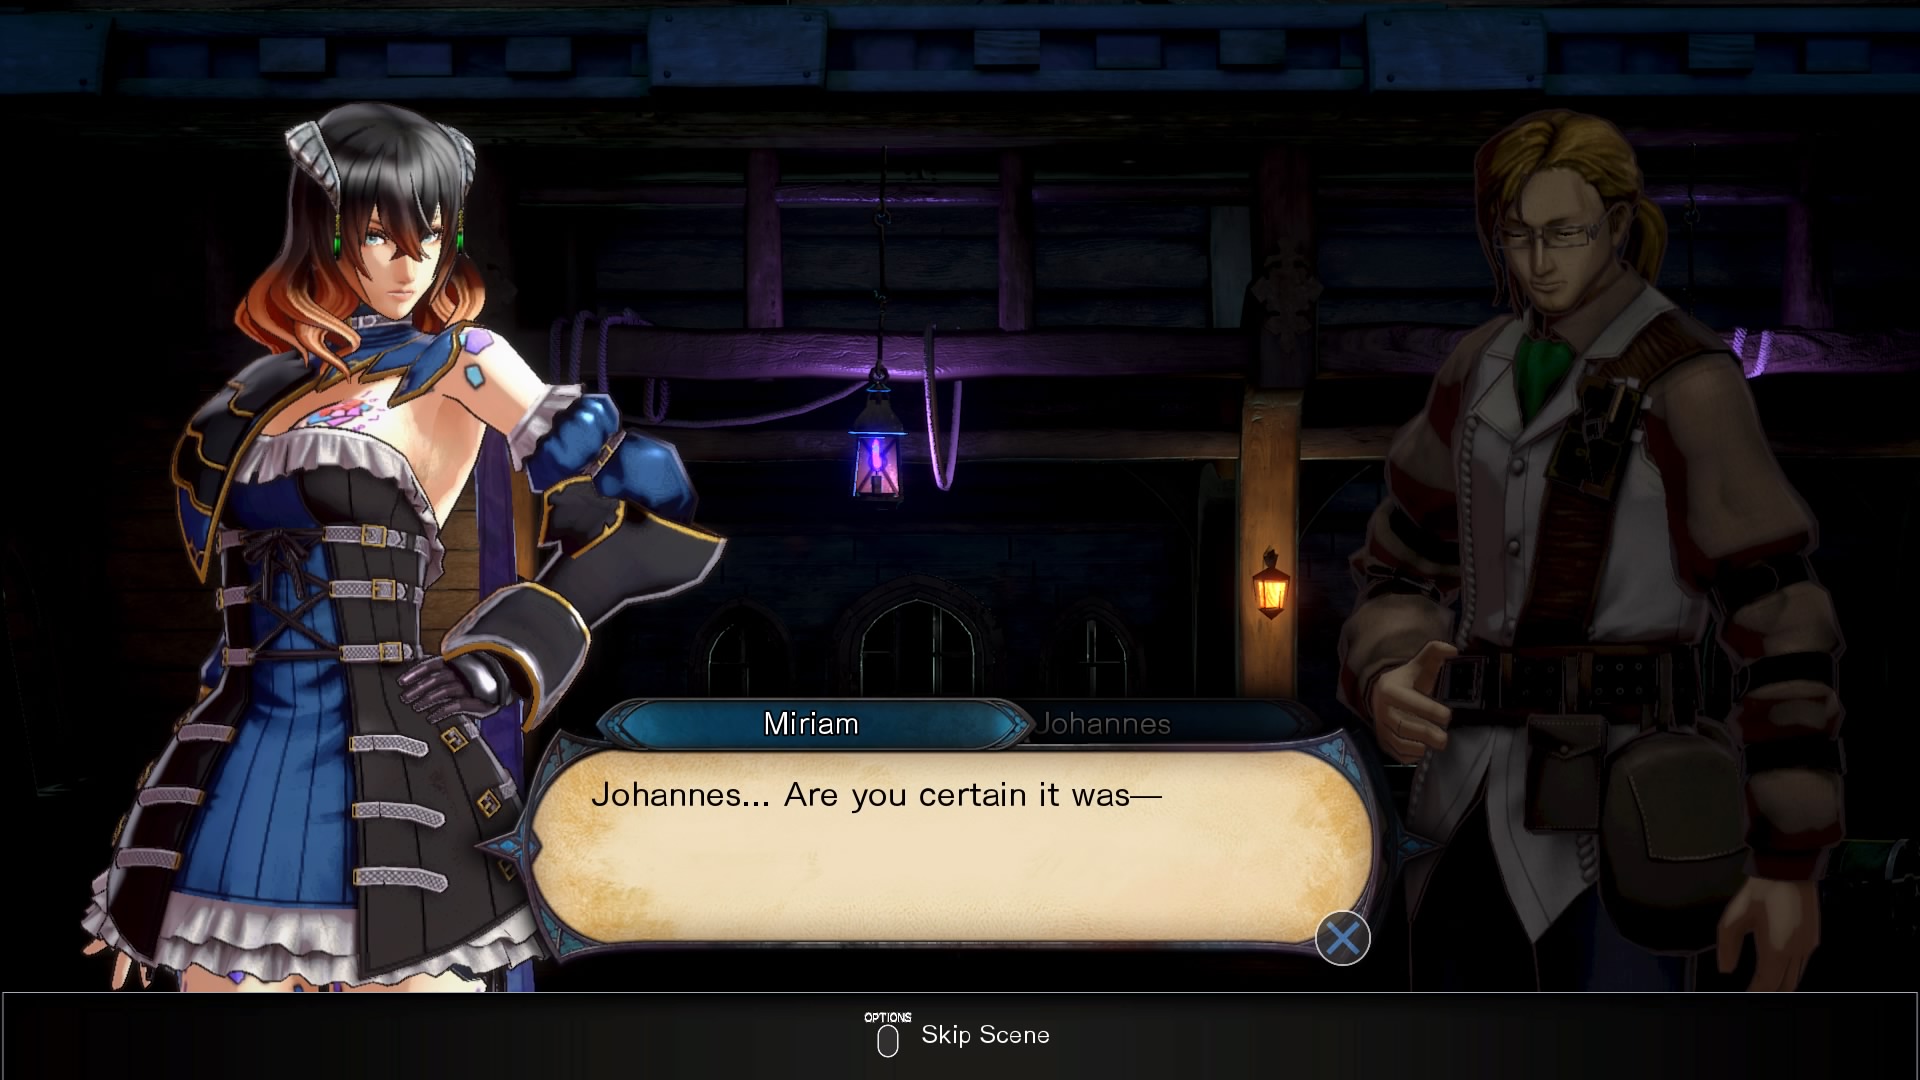 Miriam
Johannes
Johannes... Are you certain it was—
OPTIONS
Skip Scene